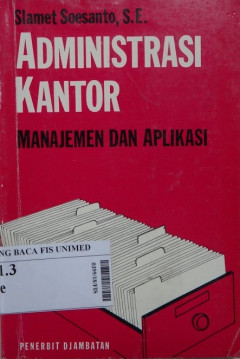 Slamet Soesanto, S.E.
ADMINISTRASI
KANTOR
MANAJEMEN DAN APLIKASI
NG BACA FIS UNIMED
1.3
e
PENERBIT DJAMBATAN